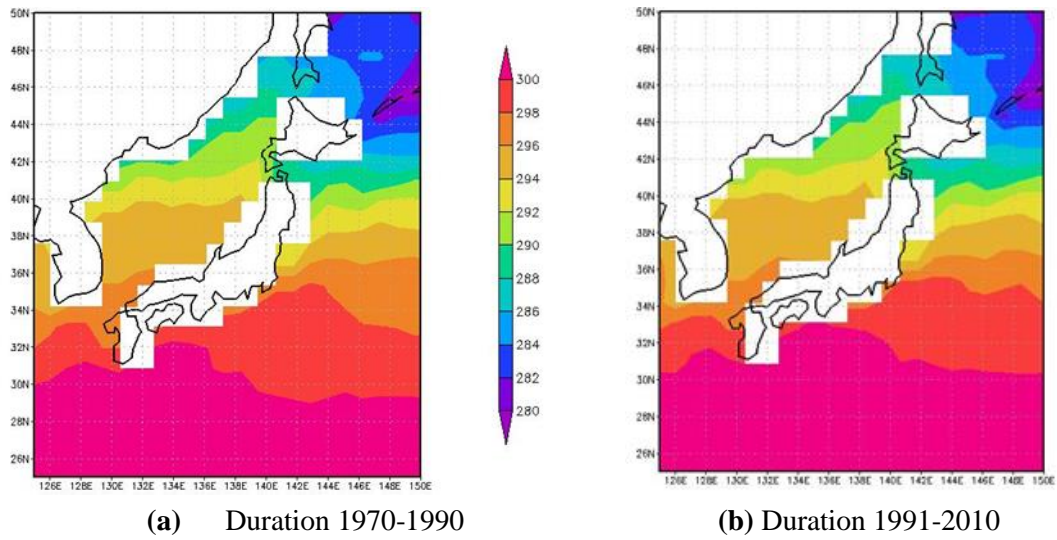 50N
48N
46N
44N
42N
40N
38N
36N
34N
32N
30N
28N
26N
126E 128E 130E 132E 134E 136E 138E 140E 142E 144E 146E 148E 150E
300
298
296
294
292
290
288
286
284
282
280
50N
48N
46N
44N
42N
40N
38N
36N
34N
32N
30N
28N
26N
126E 128E 130E 132E 134E 136E 138E 140E 142E 144E 146E 148E 150E
(a) Duration 1970-1990
(b) Duration 1991-2010